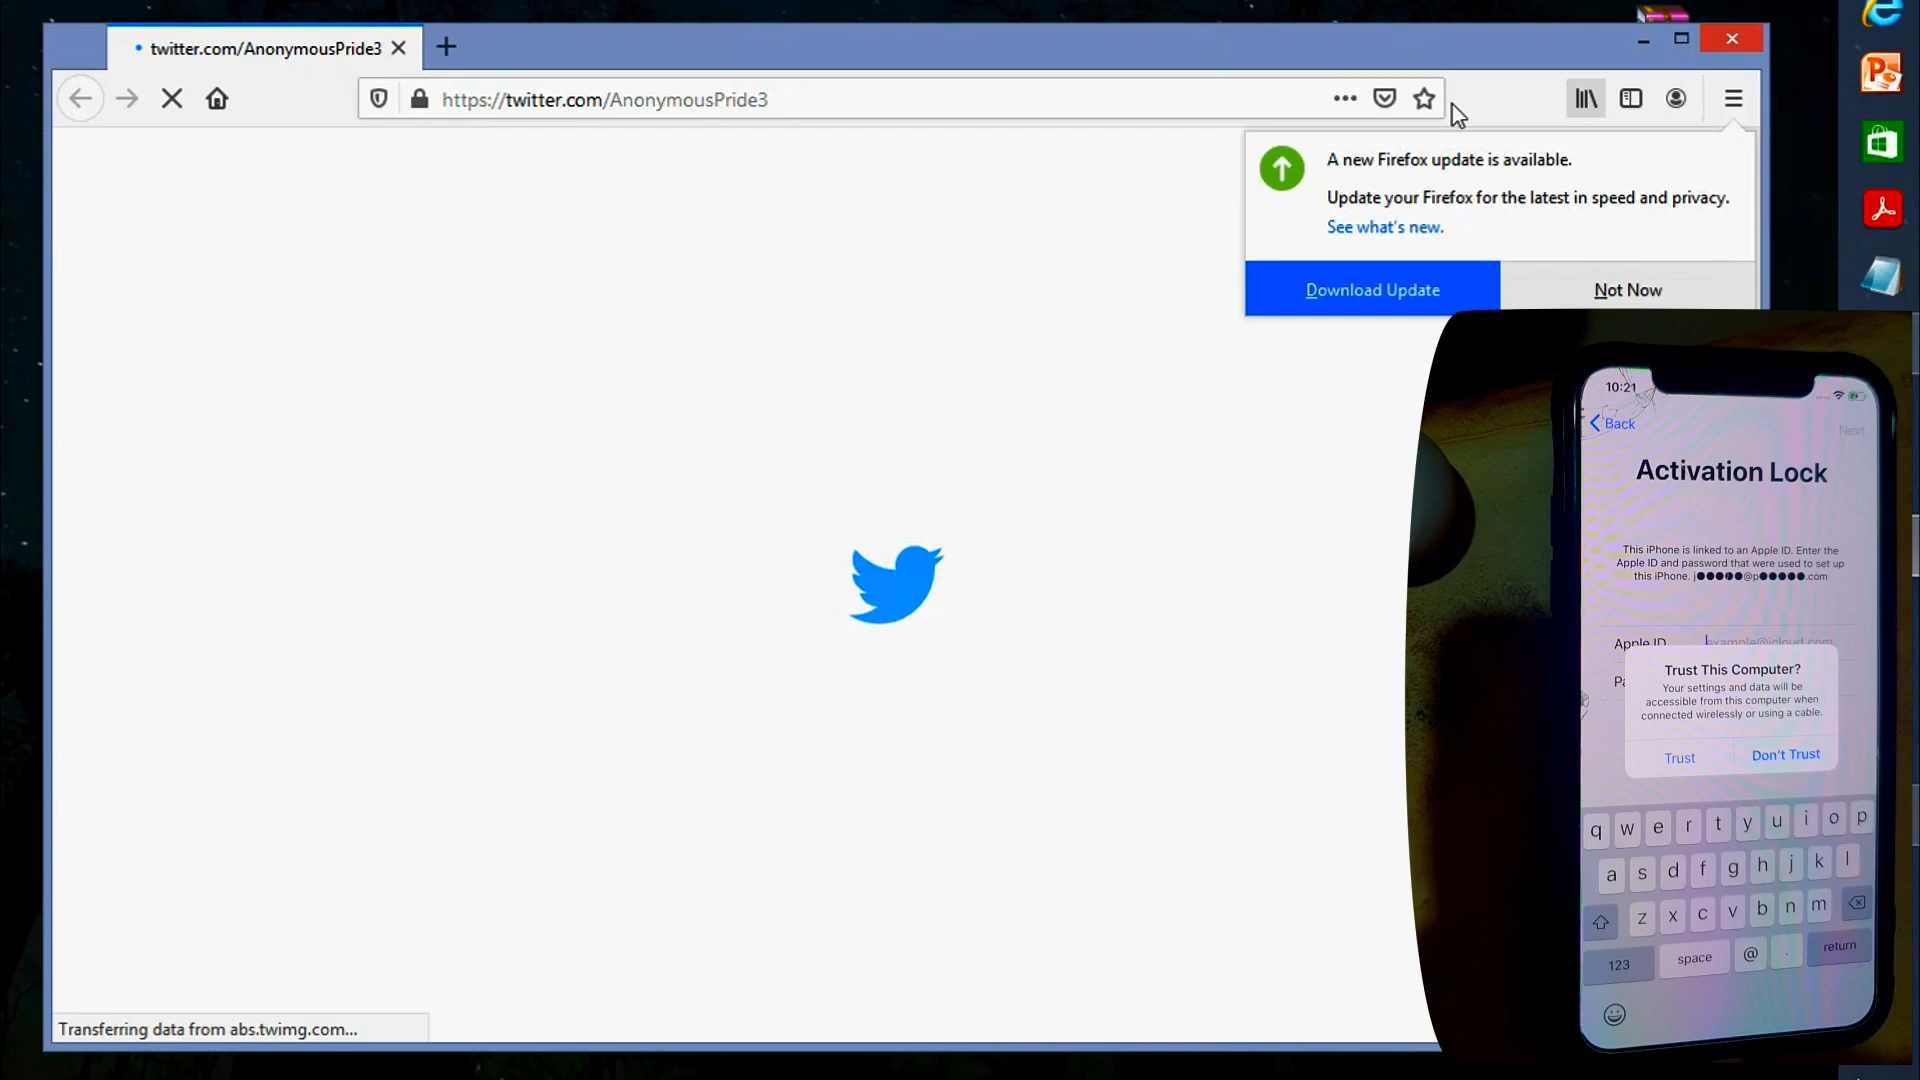 twitter.com/AnonymousPride3
https://twitter.com/AnonymousPride3
A new Firefox update is available.
Update your Firefox for the latest in speed and privacy.
See what's new.
Download Update
Not Now
Transferring data from abs.twimg.com...
10:21
Back
Next
Activation Lock
This iPhone is linked to an Apple ID. Enter the
Apple ID and password that were used to set up
this iPhone. j●●●●●@p●●●●●.com
Apple ID
example@icloud.com
Trust This Computer?
Your settings and data will be
accessible from this computer when
connected wirelessly or using a cable.
Trust
Don't Trust
q w e r t y u i o p
a s d f g h j k l
z x c v b n m
123
space
@
.
return